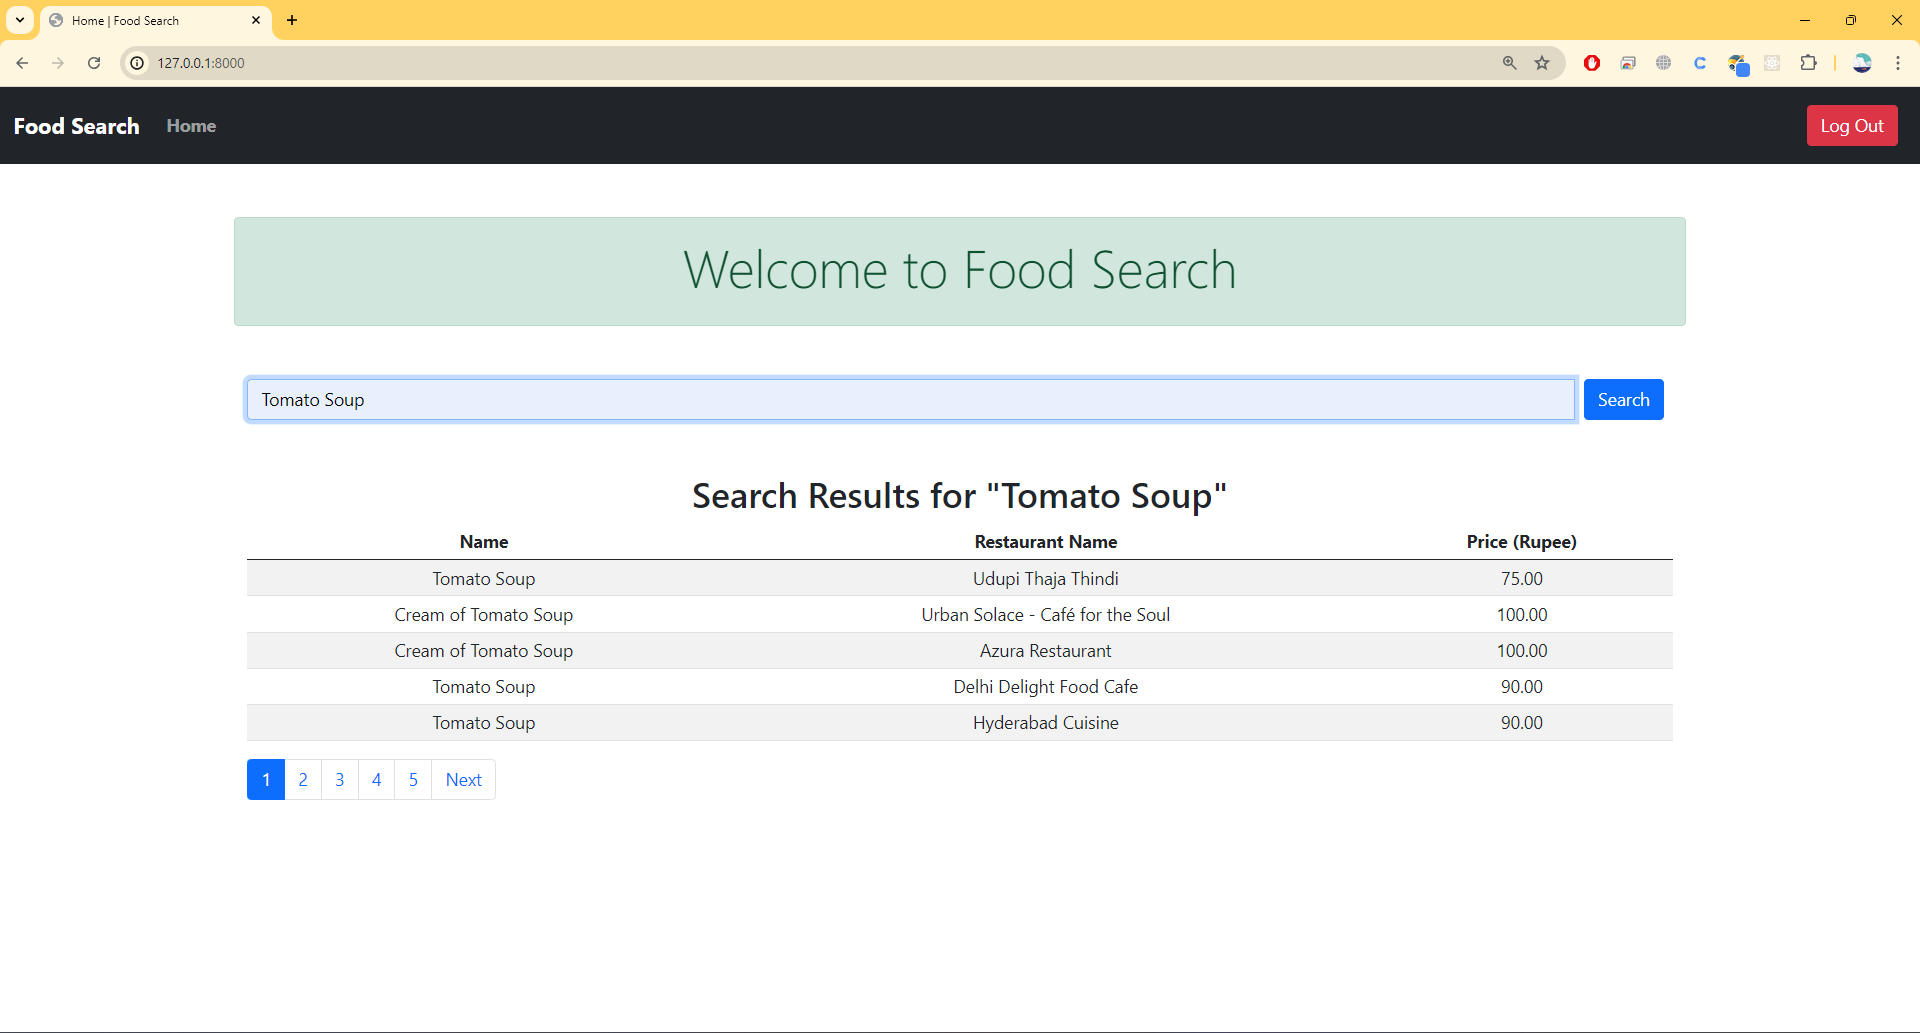 Home | Food Search
127.0.0.1:8000
Food Search Home Log Out
Welcome to Food Search
Tomato Soup Search
Search Results for "Tomato Soup"
Name Restaurant Name Price (Rupee)
Tomato Soup Udupi Thaja Thindi 75.00
Cream of Tomato Soup Urban Solace - Café for the Soul 100.00
Cream of Tomato Soup Azura Restaurant 100.00
Tomato Soup Delhi Delight Food Cafe 90.00
Tomato Soup Hyderabad Cuisine 90.00
1 2 3 4 5 Next